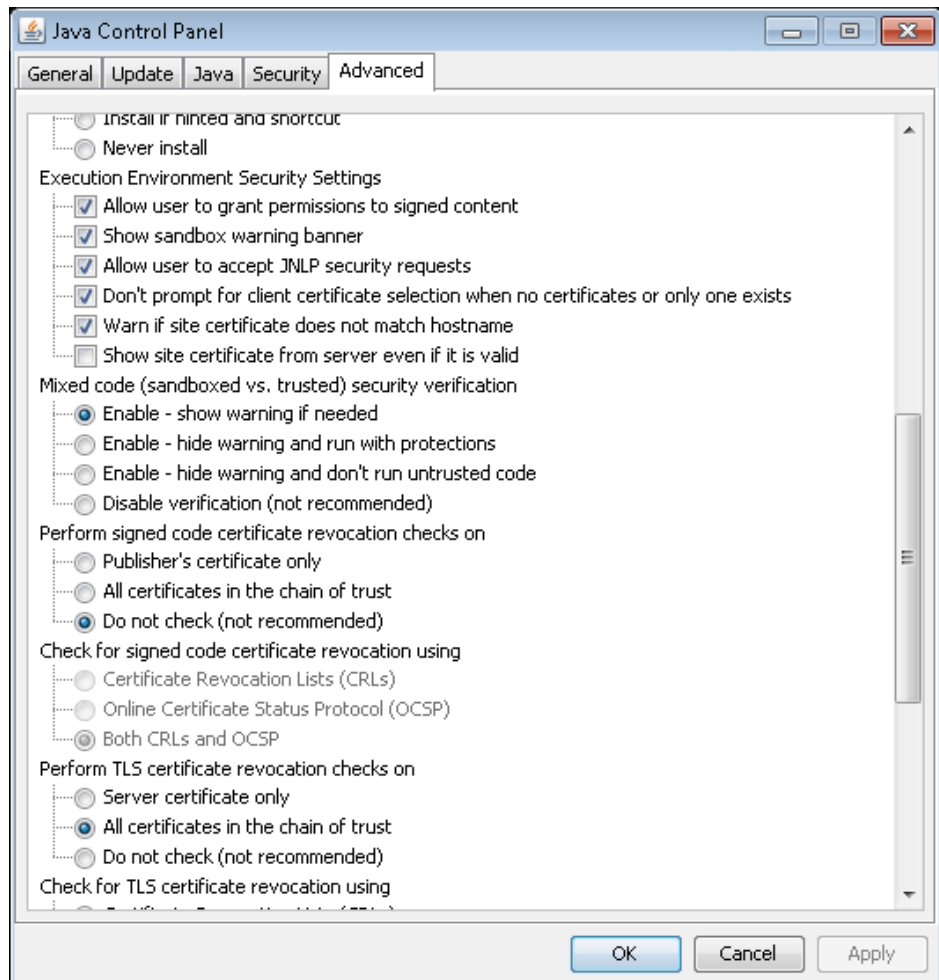 Java Control Panel
General Update Java Security Advanced
Install if hinted and shortcut
Never install
Execution Environment Security Settings
Allow user to grant permissions to signed content
Show sandbox warning banner
Allow user to accept JNLP security requests
Don't prompt for client certificate selection when no certificates or only one exists
Warn if site certificate does not match hostname
Show site certificate from server even if it is valid
Mixed code (sandboxed vs. trusted) security verification
Enable - show warning if needed
Enable - hide warning and run with protections
Enable - hide warning and don't run untrusted code
Disable verification (not recommended)
Perform signed code certificate revocation checks on
Publisher's certificate only
All certificates in the chain of trust
Do not check (not recommended)
Check for signed code certificate revocation using
Certificate Revocation Lists (CRLs)
Online Certificate Status Protocol (OCSP)
Both CRLs and OCSP
Perform TLS certificate revocation checks on
Server certificate only
All certificates in the chain of trust
Do not check (not recommended)
Check for TLS certificate revocation using
OK Cancel Apply